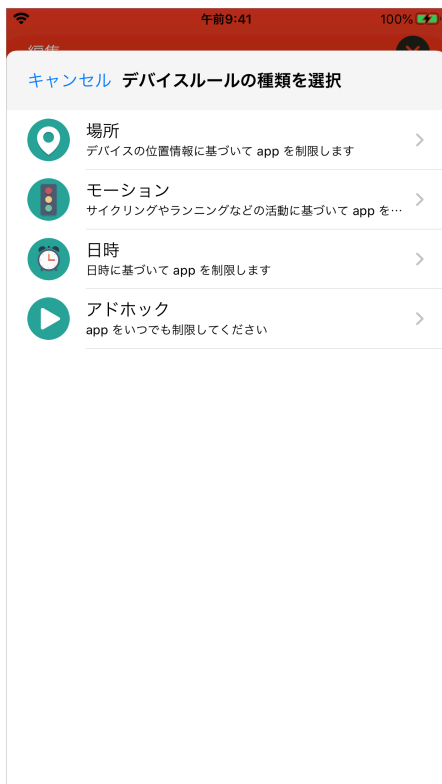 午前9:41 100%
編集
キャンセル デバイスルールの種類を選択
場所
デバイスの位置情報に基づいて app を制限します
モーション
サイクリングやランニングなどの活動に基づいて app を…
日時
日時に基づいて app を制限します
アドホック
app をいつでも制限してください